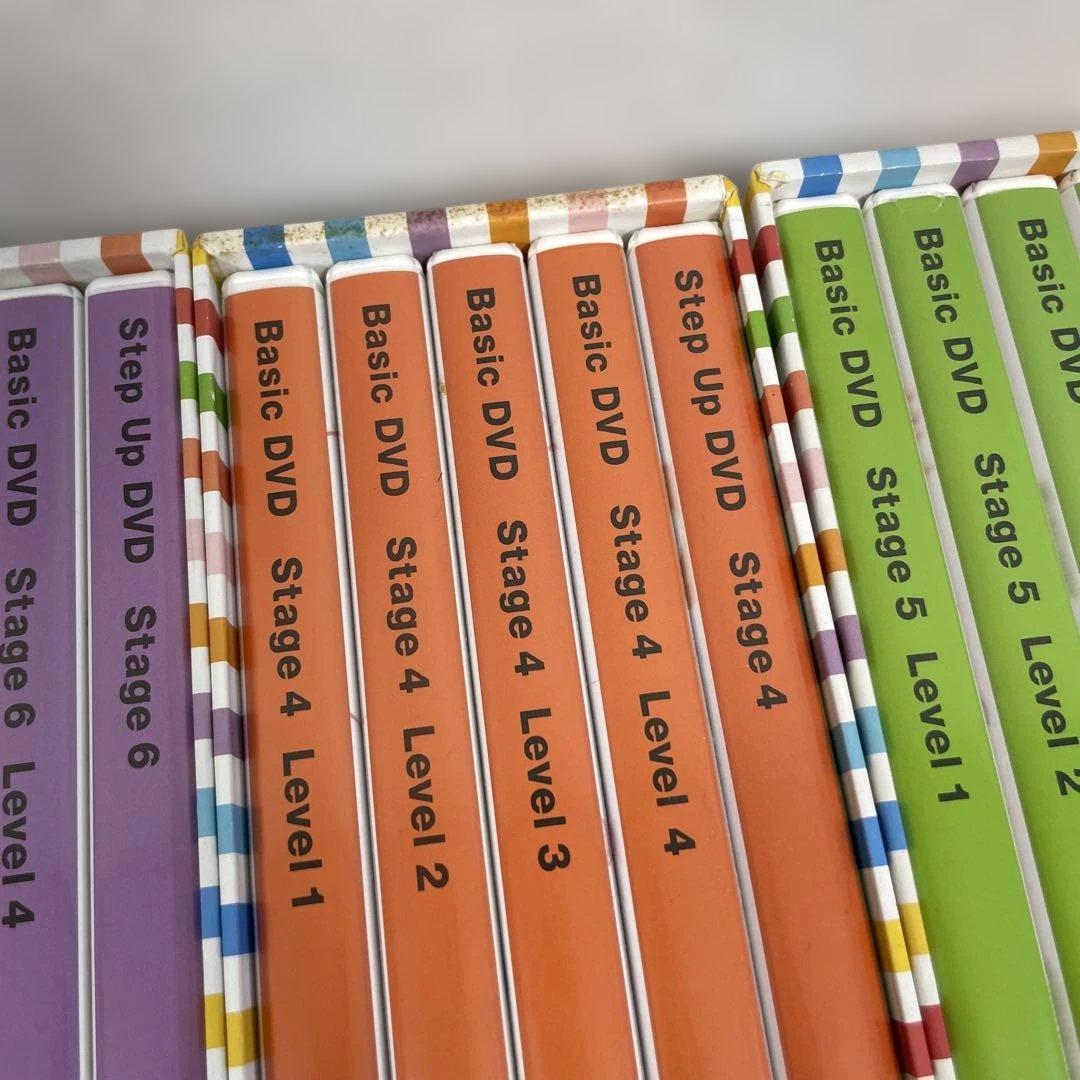 Basic DVD Stage 6 Level 4
Step Up DVD Stage 6
Basic DVD Stage 4 Level 1
Basic DVD Stage 4 Level 2
Basic DVD Stage 4 Level 3
Basic DVD Stage 4 Level 4
Step Up DVD Stage 4
Basic DVD Stage 5 Level 1
Basic DVD Stage 5 Level 2
Basic DVD